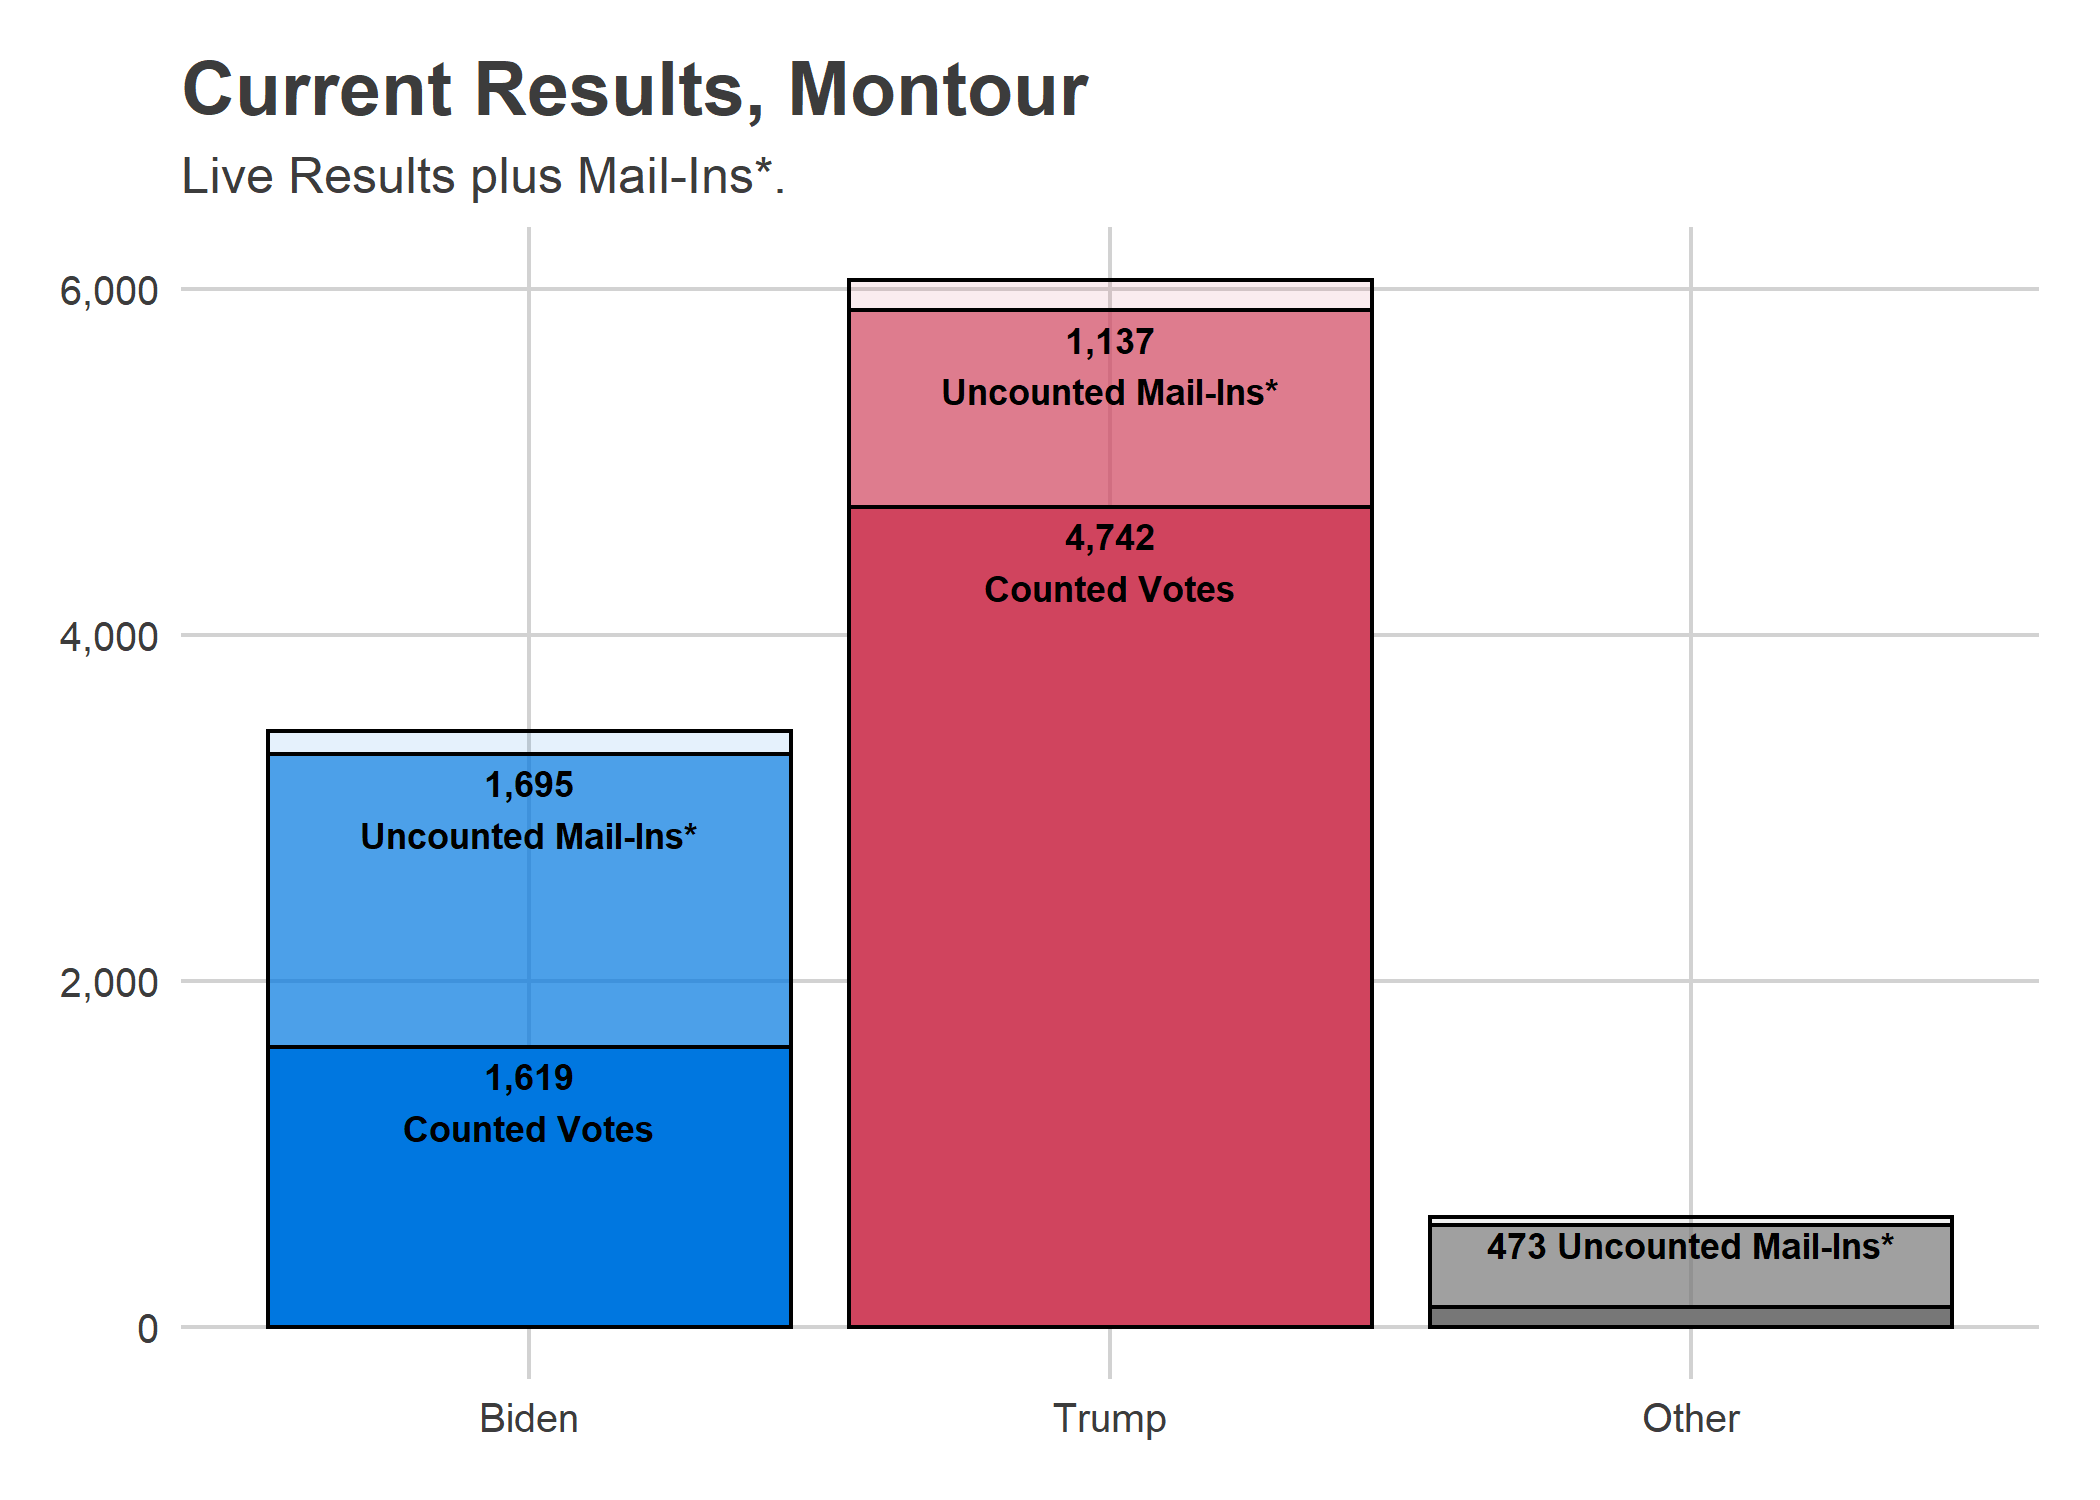 Current Results, Montour
Live Results plus Mail-Ins*.
6,000
4,000
2,000
0
1,695
Uncounted Mail-Ins*
1,619
Counted Votes
1,137
Uncounted Mail-Ins*
4,742
Counted Votes
473 Uncounted Mail-Ins*
Biden
Trump
Other